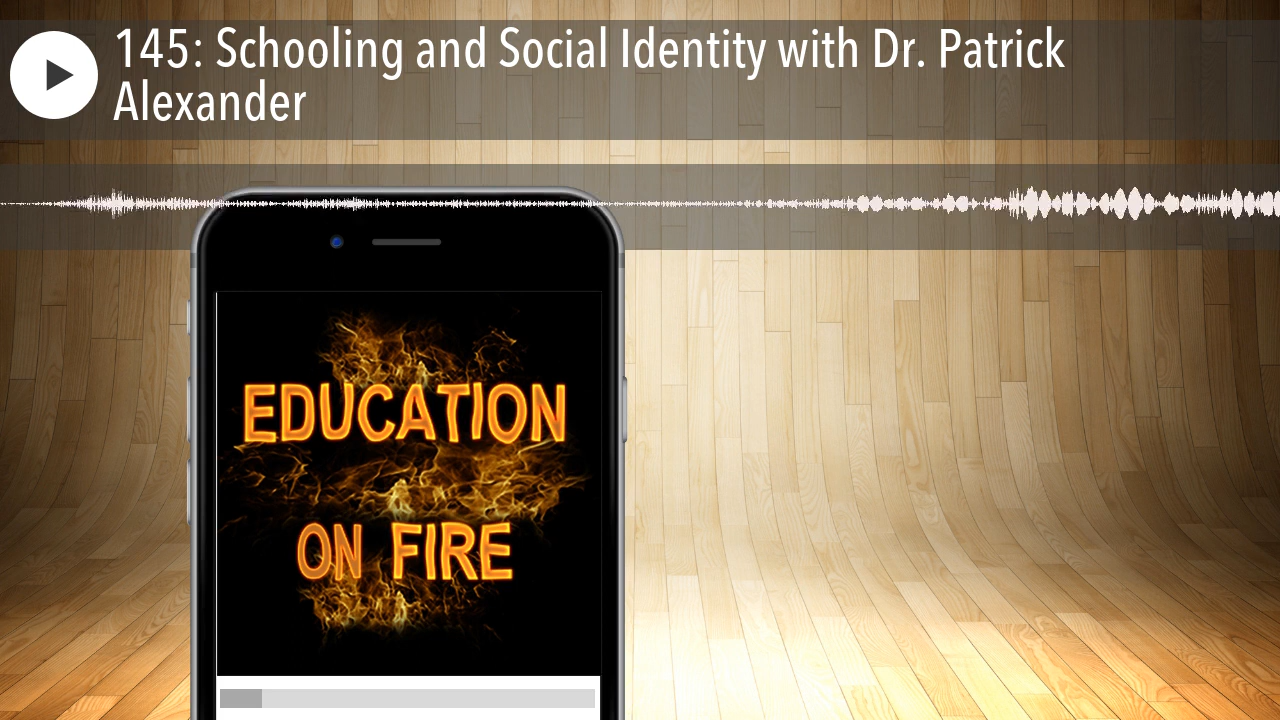 145: Schooling and Social Identity with Dr. Patrick
Alexander
EDUCATION
ON FIRE